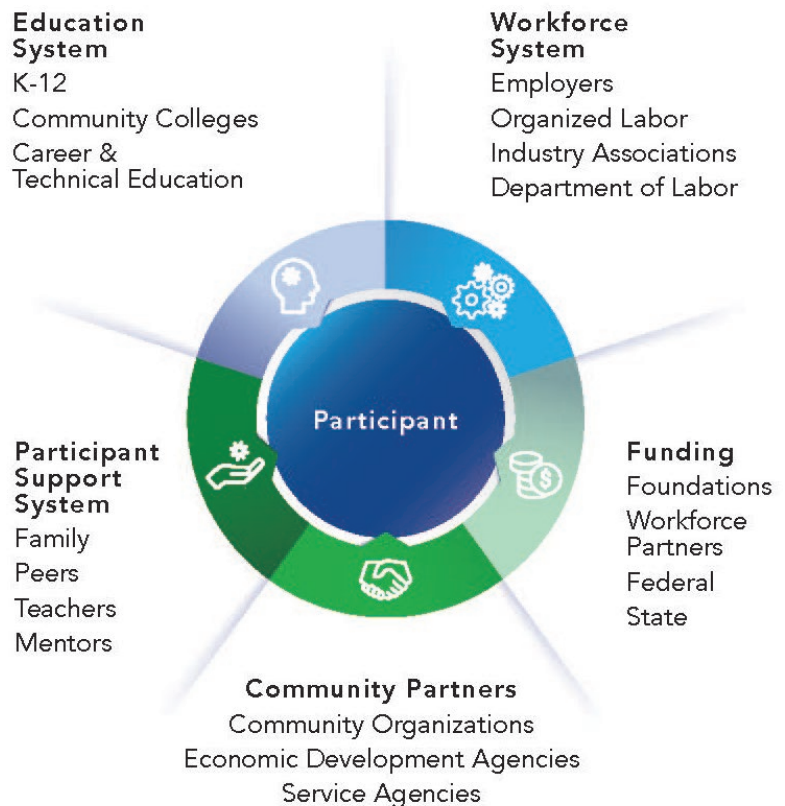 Education
System
K-12
Community Colleges
Career &
Technical Education
Workforce
System
Employers
Organized Labor
Industry Associations
Department of Labor
Participant
Participant
Support
System
Family
Peers
Teachers
Mentors
$
Funding
Foundations
Workforce
Partners
Federal
State
Community Partners
Community Organizations
Economic Development Agencies
Service Agencies